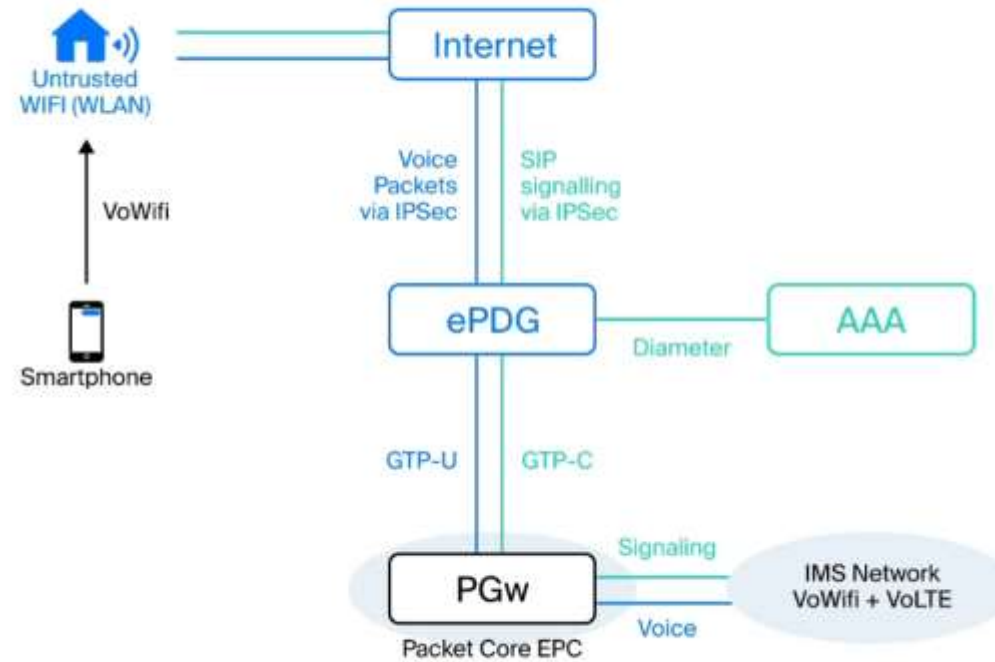 Internet
Untrusted
WIFI (WLAN)
Voice
Packets
via IPSec
SIP
signalling
via IPSec
VoWifi
ePDG
AAA
Diameter
Smartphone
GTP-U
GTP-C
Signaling
PGw
IMS Network
VoWifi + VoLTE
Voice
Packet Core EPC